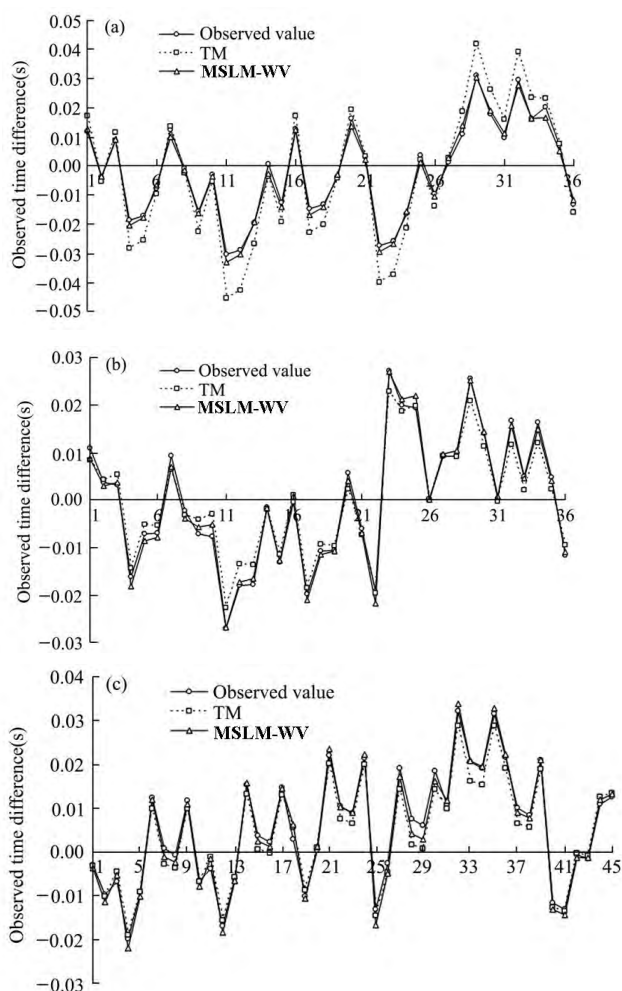 (a)
Observed value
TM
MSLM-WV
Observed time difference(s)
0.05
0.04
0.03
0.02
0.01
0.00
−0.01
−0.02
−0.03
−0.04
−0.05
1 6 11 16 21 26 31 36
(b)
Observed value
TM
MSLM-WV
Observed time difference(s)
0.03
0.02
0.01
0.00
−0.01
−0.02
−0.03
1 6 11 16 21 26 31 36
(c)
Observed value
TM
MSLM-WV
Observed time difference(s)
0.04
0.03
0.02
0.01
0.00
−0.01
−0.02
−0.03
1 5 9 13 17 21 25 29 33 37 41 45